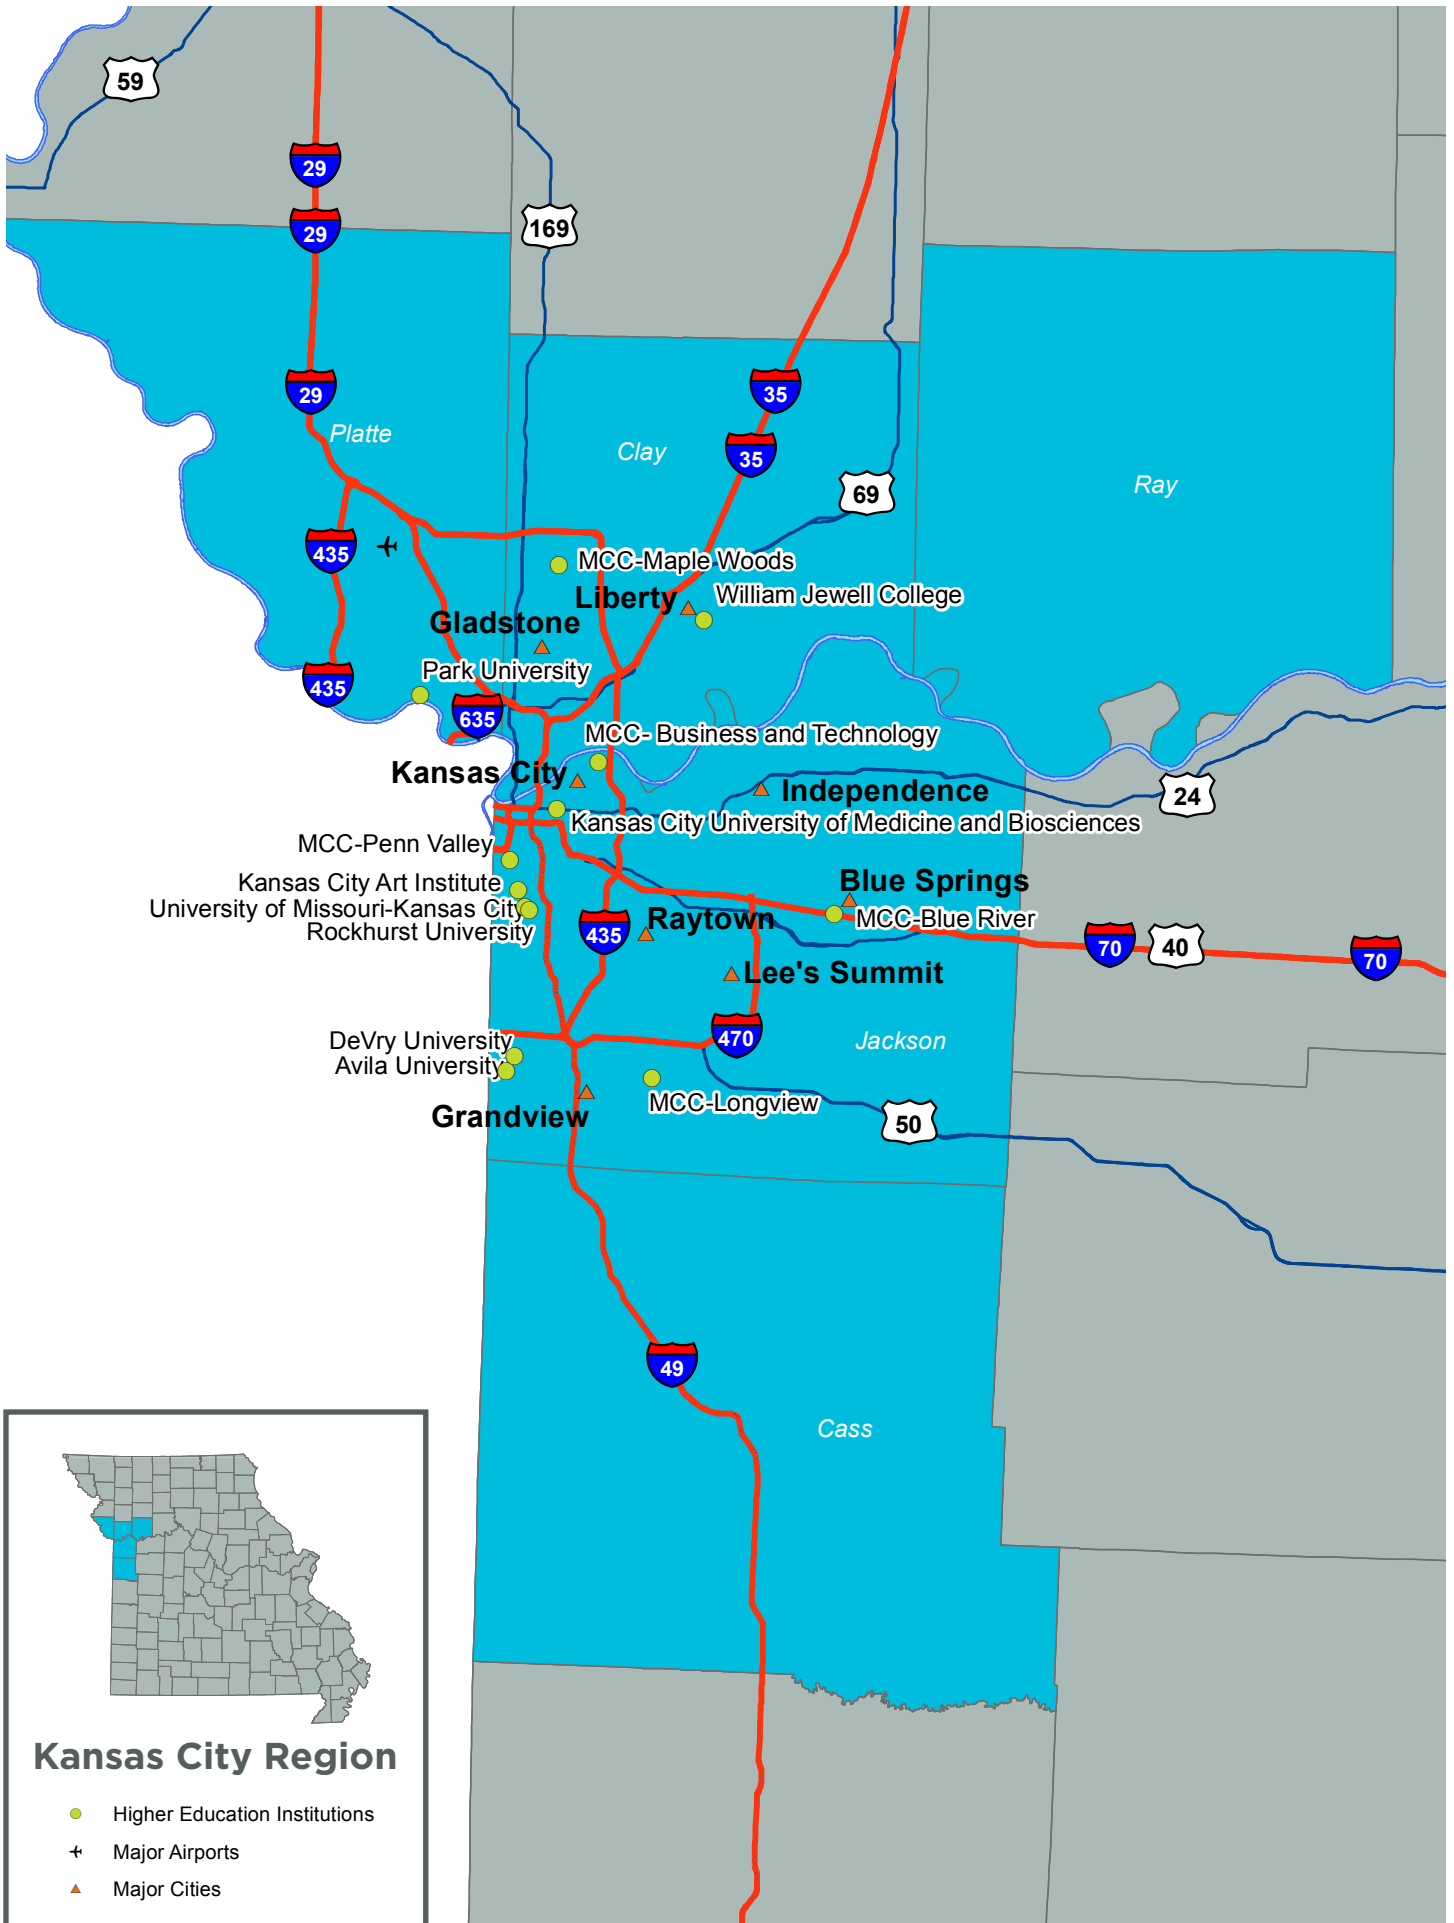 59
29
29
169
29
35
Platte
Clay
35
Ray
69
435
MCC-Maple Woods
Liberty
William Jewell College
Gladstone
Park University
435
635
MCC- Business and Technology
Kansas City
Independence
24
Kansas City University of Medicine and Biosciences
MCC-Penn Valley
Kansas City Art Institute
Blue Springs
University of Missouri-Kansas City
Raytown
MCC-Blue River
Rockhurst University
435
70
40
70
Lee's Summit
470
DeVry University
Jackson
Avila University
MCC-Longview
Grandview
50
49
Cass
Kansas City Region
Higher Education Institutions
Major Airports
Major Cities